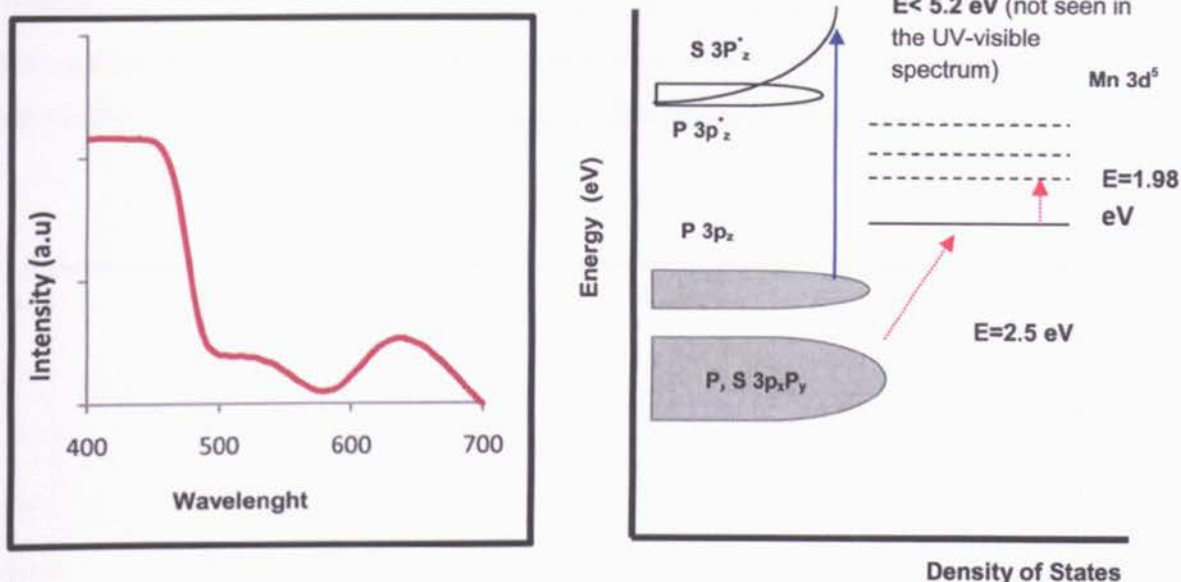 Intensity (a.u)
400
500
600
700
Wavelenght
Energy (eV)
S 3P*z
P 3p*z
P 3pz
P, S 3pxPy
E< 5.2 eV (not seen in
the UV-visible
spectrum)
Mn 3d⁵
E=1.98
eV
E=2.5 eV
Density of States